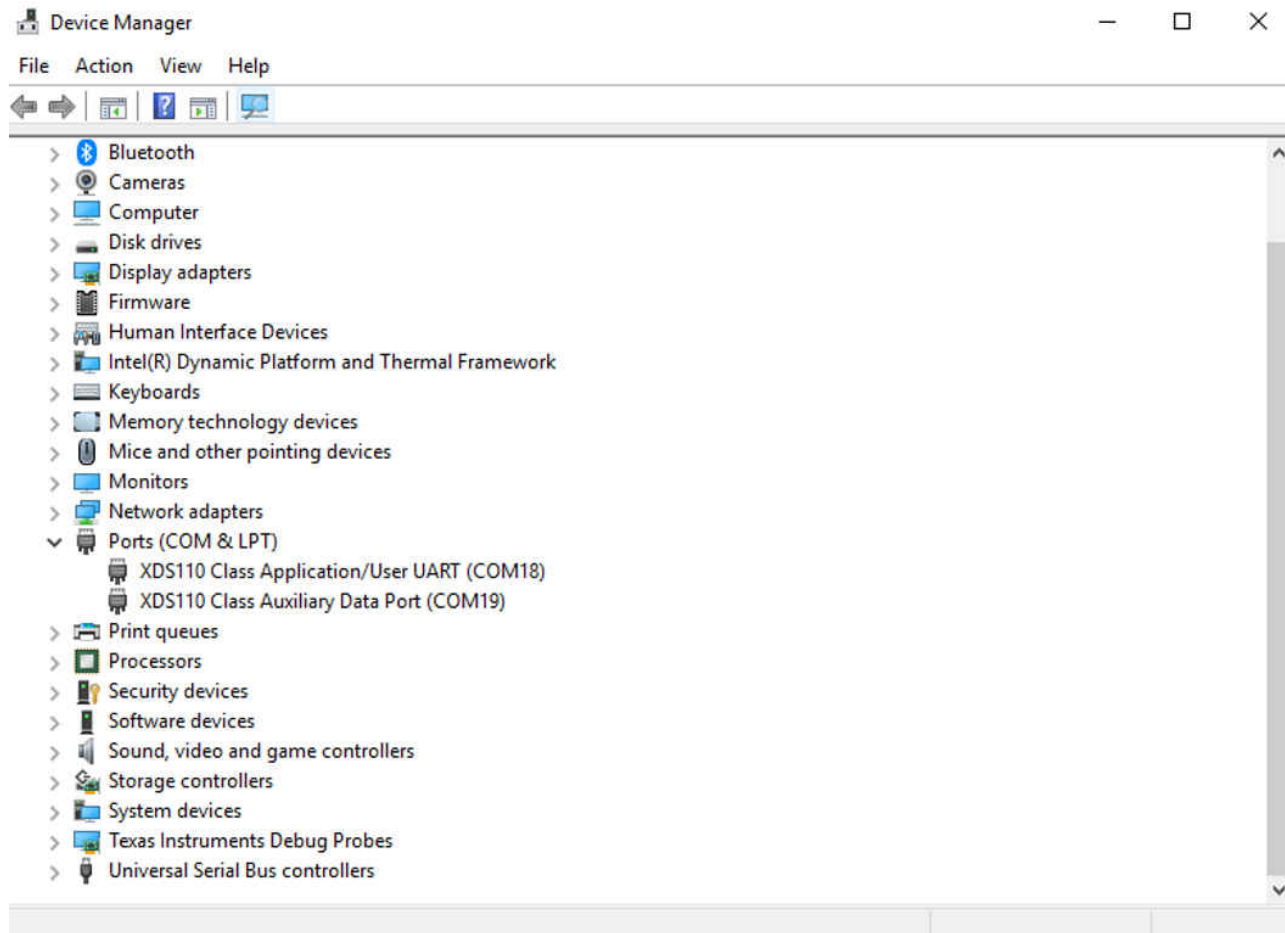 Device Manager
File Action View Help
Bluetooth
Cameras
Computer
Disk drives
Display adapters
Firmware
Human Interface Devices
Intel(R) Dynamic Platform and Thermal Framework
Keyboards
Memory technology devices
Mice and other pointing devices
Monitors
Network adapters
Ports (COM & LPT)
XDS110 Class Application/User UART (COM18)
XDS110 Class Auxiliary Data Port (COM19)
Print queues
Processors
Security devices
Software devices
Sound, video and game controllers
Storage controllers
System devices
Texas Instruments Debug Probes
Universal Serial Bus controllers